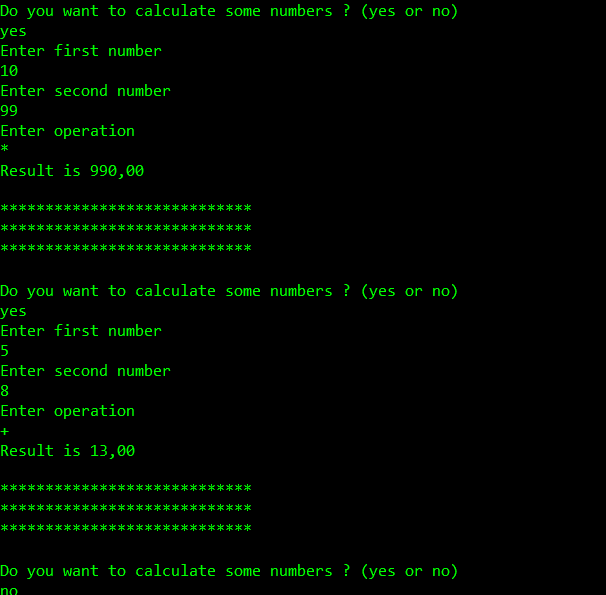 Do you want to calculate some numbers ? (yes or no)
yes
Enter first number
10
Enter second number
99
Enter operation
*
Result is 990,00
****************************
****************************
****************************
Do you want to calculate some numbers ? (yes or no)
yes
Enter first number
5
Enter second number
8
Enter operation
+
Result is 13,00
****************************
****************************
****************************
Do you want to calculate some numbers ? (yes or no)
no